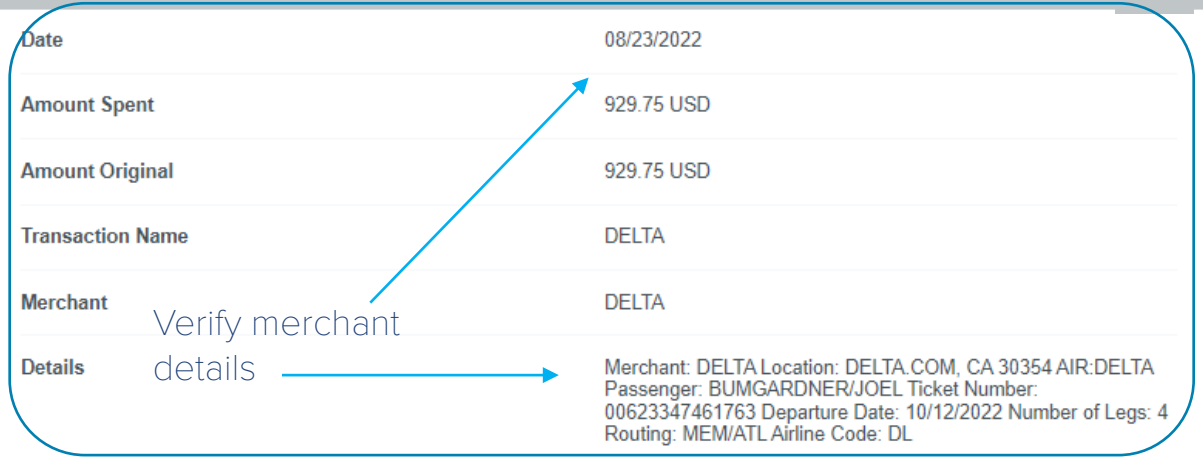 Date 08/23/2022
Amount Spent 929.75 USD
Amount Original 929.75 USD
Transaction Name DELTA
Merchant DELTA
Verify merchant
details
Details Merchant: DELTA Location: DELTA.COM, CA 30354 AIR:DELTA
Passenger: BUMGARDNER/JOEL Ticket Number:
00623347461763 Departure Date: 10/12/2022 Number of Legs: 4
Routing: MEM/ATL Airline Code: DL